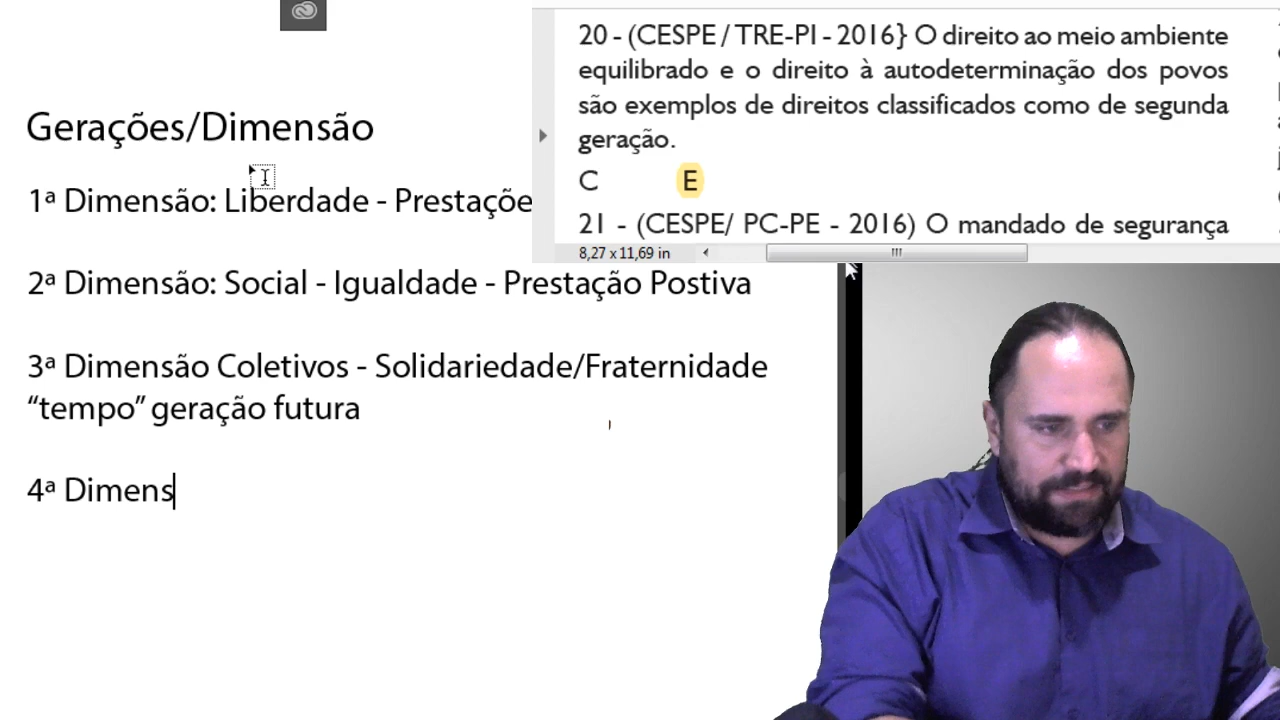 Gerações/Dimensão
1ª Dimensão: Liberdade - Prestaçõe
2ª Dimensão: Social - Igualdade - Prestação Postiva
3ª Dimensão Coletivos - Solidariedade/Fraternidade
“tempo” geração futura
4ª Dimens
20 - (CESPE / TRE-PI - 2016} O direito ao meio ambiente
equilibrado e o direito à autodeterminação dos povos
são exemplos de direitos classificados como de segunda
geração.
C E
21 - (CESPE/ PC-PE - 2016) O mandado de segurança
8,27 x 11,69 in